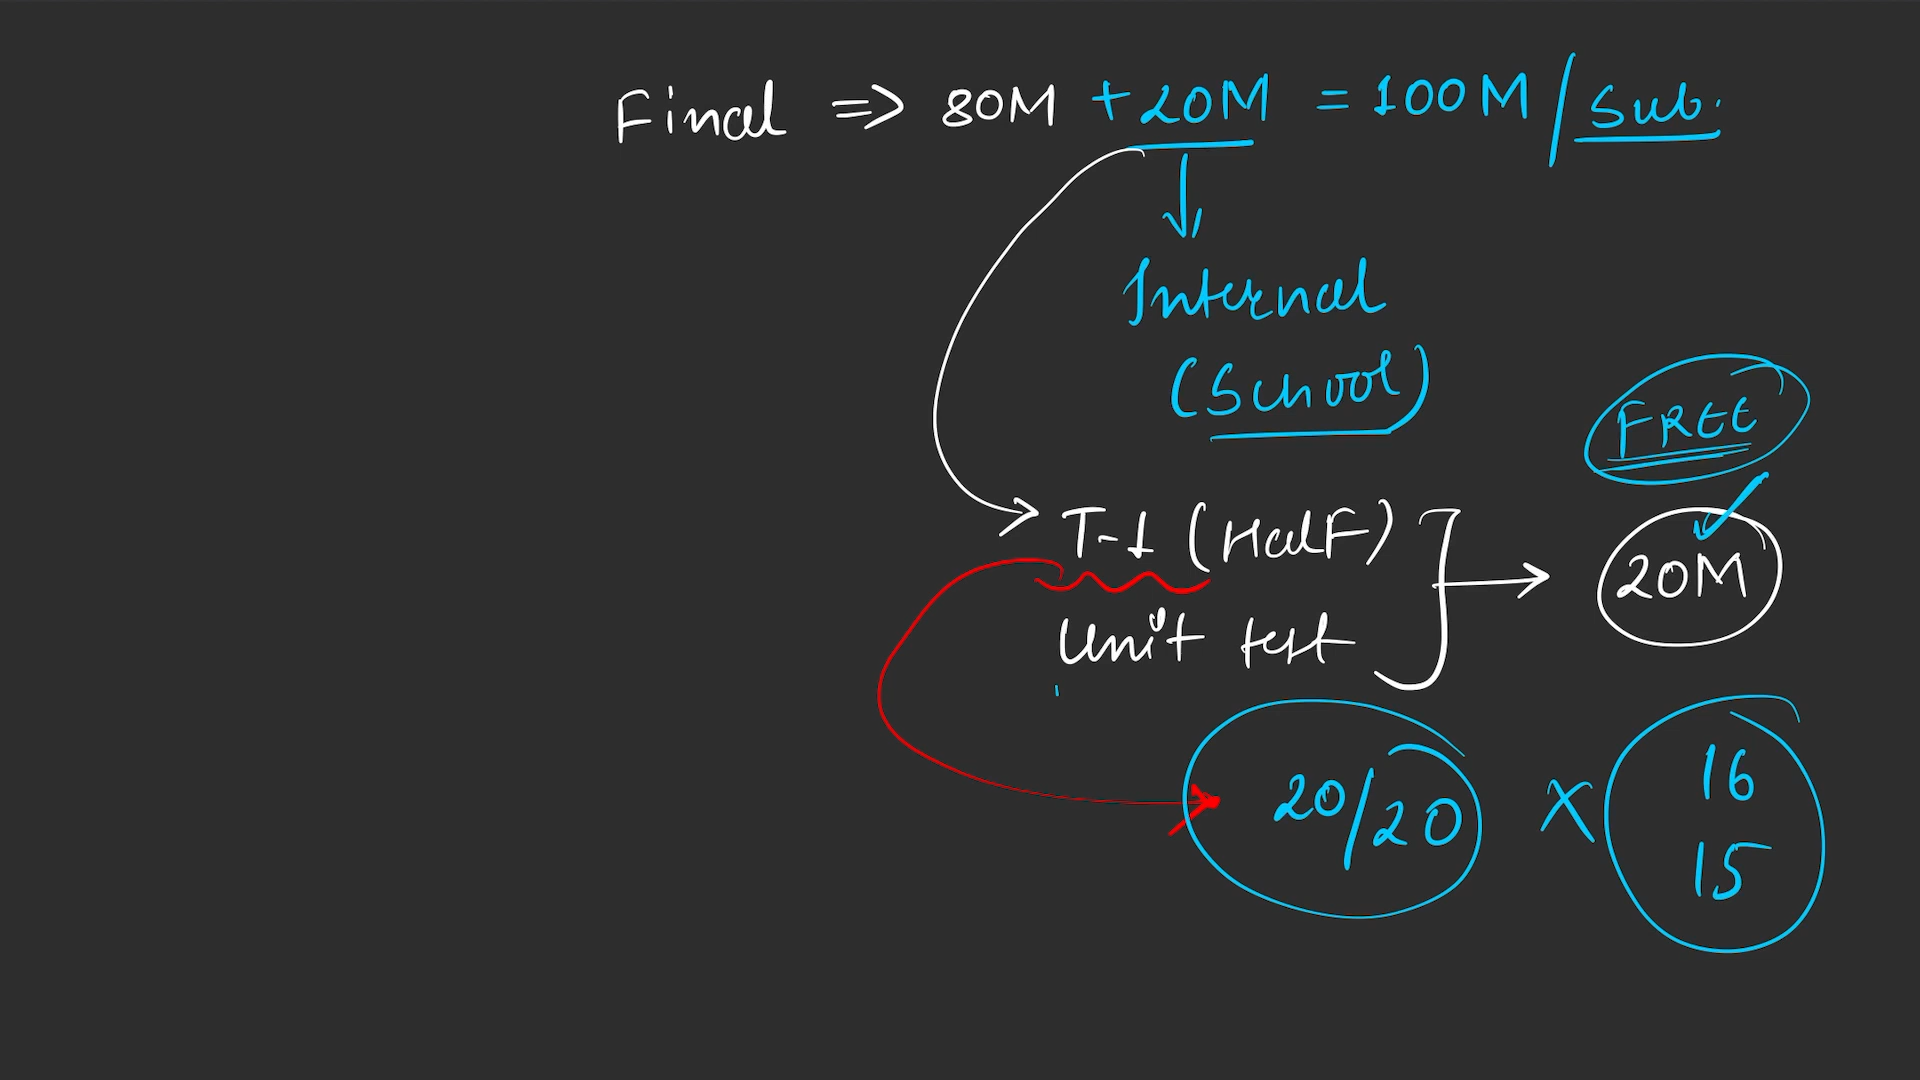 Final => 80M + 20M = 100M / Sub.
Internal
(School)
FREE
T-1 (Half)
20M
Unit test
20/20 x 16
15